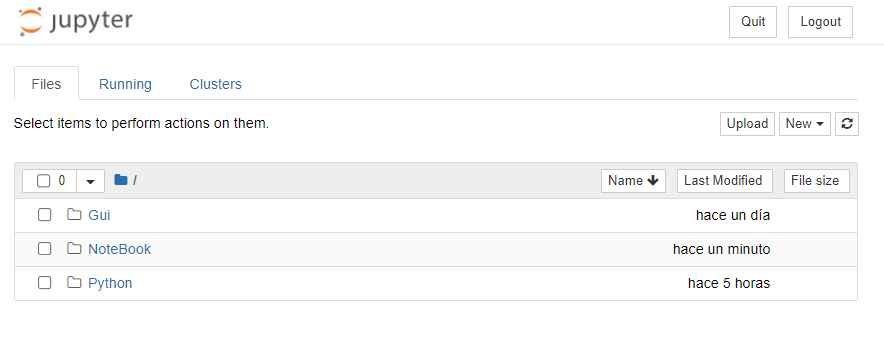 jupyter Quit Logout
Files Running Clusters
Select items to perform actions on them. Upload New
0 / Name Last Modified File size
Gui hace un día
NoteBook hace un minuto
Python hace 5 horas